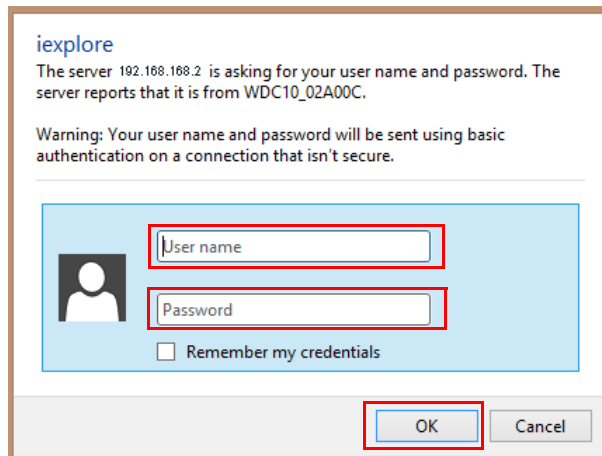 iexplore
The server 192.168.168.2 is asking for your user name and password. The
server reports that it is from WDC10_02A00C.
Warning: Your user name and password will be sent using basic
authentication on a connection that isn't secure.
User name
Password
Remember my credentials
OK Cancel